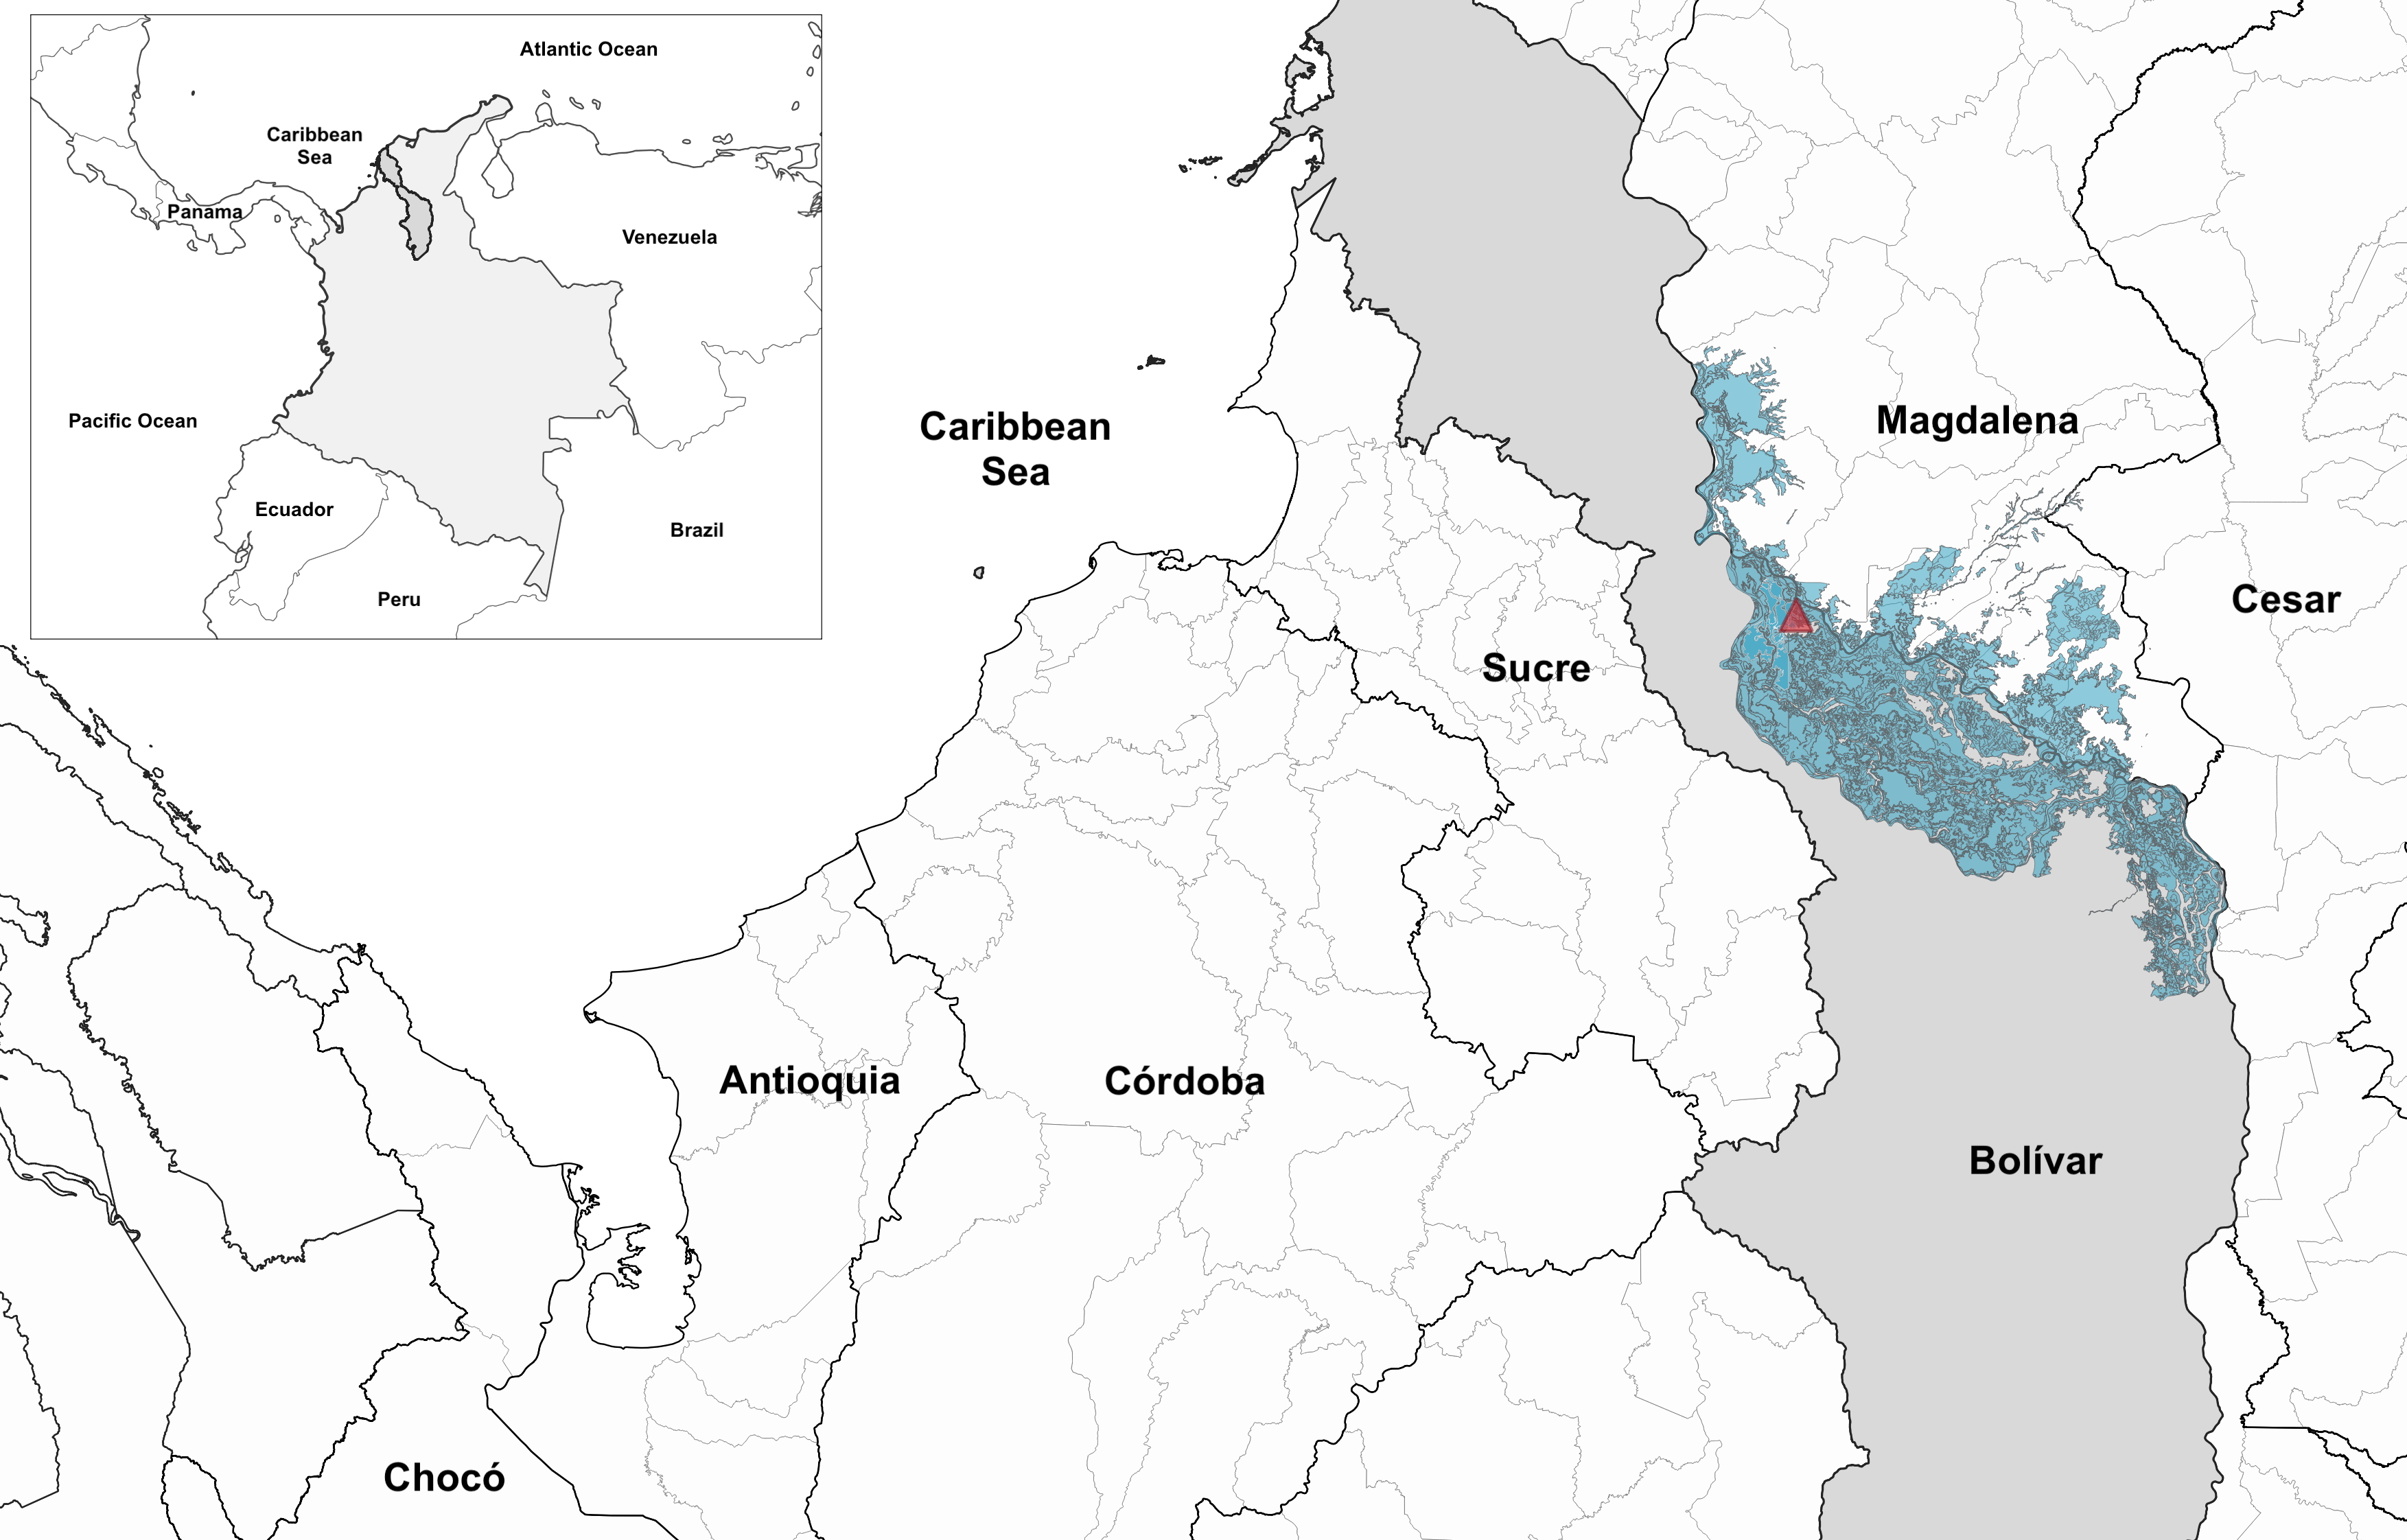 Atlantic Ocean
Caribbean
Sea
Panama
Venezuela
Pacific Ocean
Ecuador
Brazil
Peru
Caribbean
Sea
Magdalena
Cesar
Sucre
Antioquia
Córdoba
Bolívar
Chocó